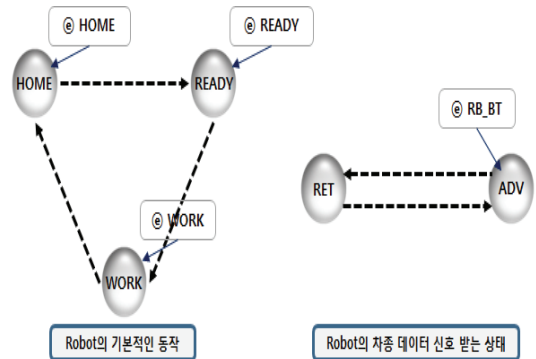 ⓔ HOME
ⓔ READY
HOME
READY
ⓔ RB_BT
RET
ADV
ⓔ WORK
WORK
Robot의 기본적인 동작
Robot의 차종 데이터 신호 받는 상태